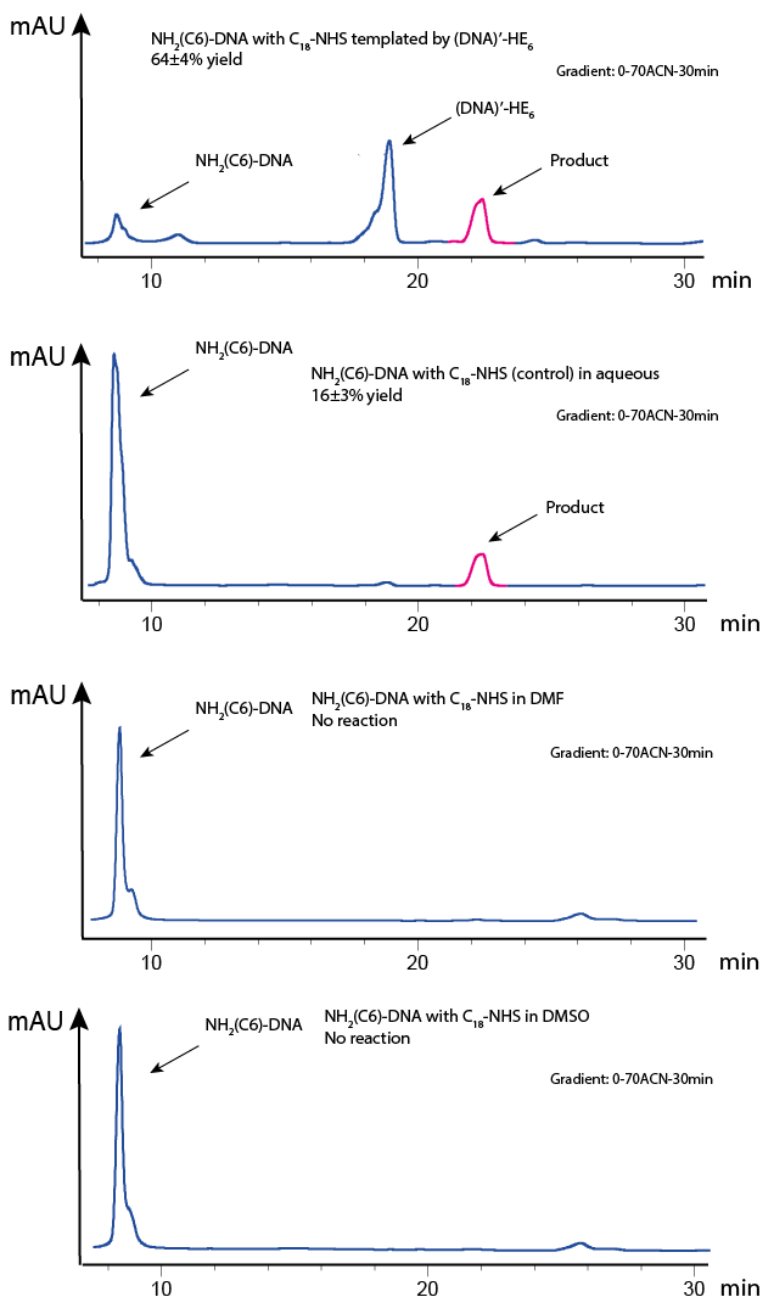 mAU
NH₂(C6)-DNA with C₁₈-NHS templated by (DNA)'-HE₆
64±4% yield
Gradient: 0-70ACN-30min
(DNA)'-HE₆
NH₂(C6)-DNA
Product
10
20
30
min
mAU
NH₂(C6)-DNA
NH₂(C6)-DNA with C₁₈-NHS (control) in aqueous
16±3% yield
Gradient: 0-70ACN-30min
Product
10
20
30
min
mAU
NH₂(C6)-DNA
NH₂(C6)-DNA with C₁₈-NHS in DMF
No reaction
Gradient: 0-70ACN-30min
10
20
30
min
mAU
NH₂(C6)-DNA
NH₂(C6)-DNA with C₁₈-NHS in DMSO
No reaction
Gradient: 0-70ACN-30min
10
20
30
min